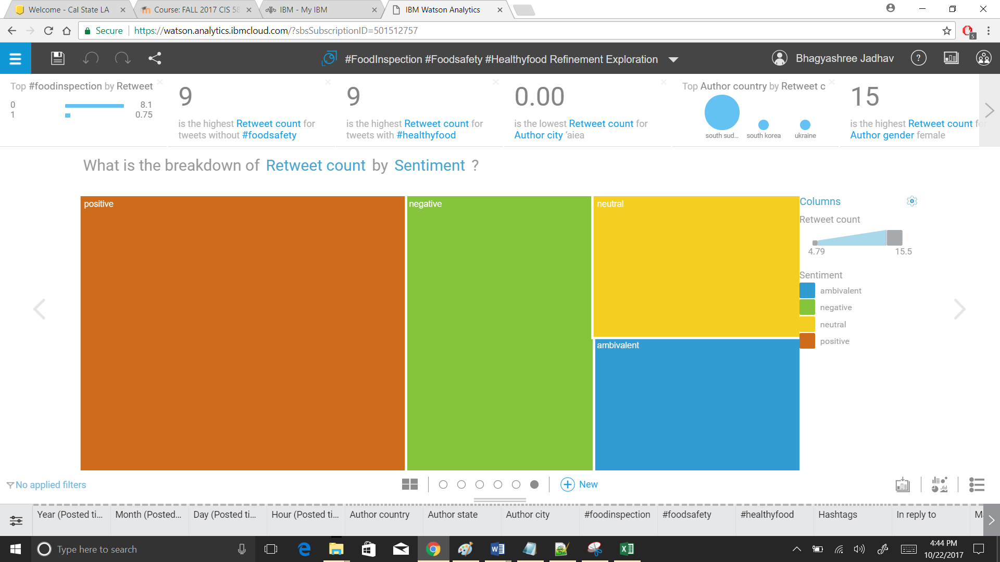 Welcome - Cal State LA
Course: FALL 2017 CIS 58
IBM - My IBM
IBM Watson Analytics
Secure
https://watson.analytics.ibmcloud.com/?sbsSubscriptionID=501512757
5
#FoodInspection #Foodsafety #Healthyfood Refinement Exploration
Bhagyashree Jadhav
?
Top #foodinspection by Retweet
0 8.1
1 0.75
9
is the highest Retweet count for
tweets without #foodsafety
9
is the highest Retweet count for
tweets with #healthyfood
0.00
is the lowest Retweet count for
Author city ‘aiea
Top Author country by Retweet c
south sud...
south korea
ukraine
15
is the highest Retweet count for
Author gender female
What is the breakdown of Retweet count by Sentiment ?
positive
negative
neutral
ambivalent
Columns
Retweet count
4.79 15.5
Sentiment
ambivalent
negative
neutral
positive
No applied filters
New
Year (Posted ti...
Month (Posted...
Day (Posted ti...
Hour (Posted ti...
Author country
Author state
Author city
#foodinspection
#foodsafety
#healthyfood
Hashtags
In reply to
Type here to search
4:44 PM
10/22/2017